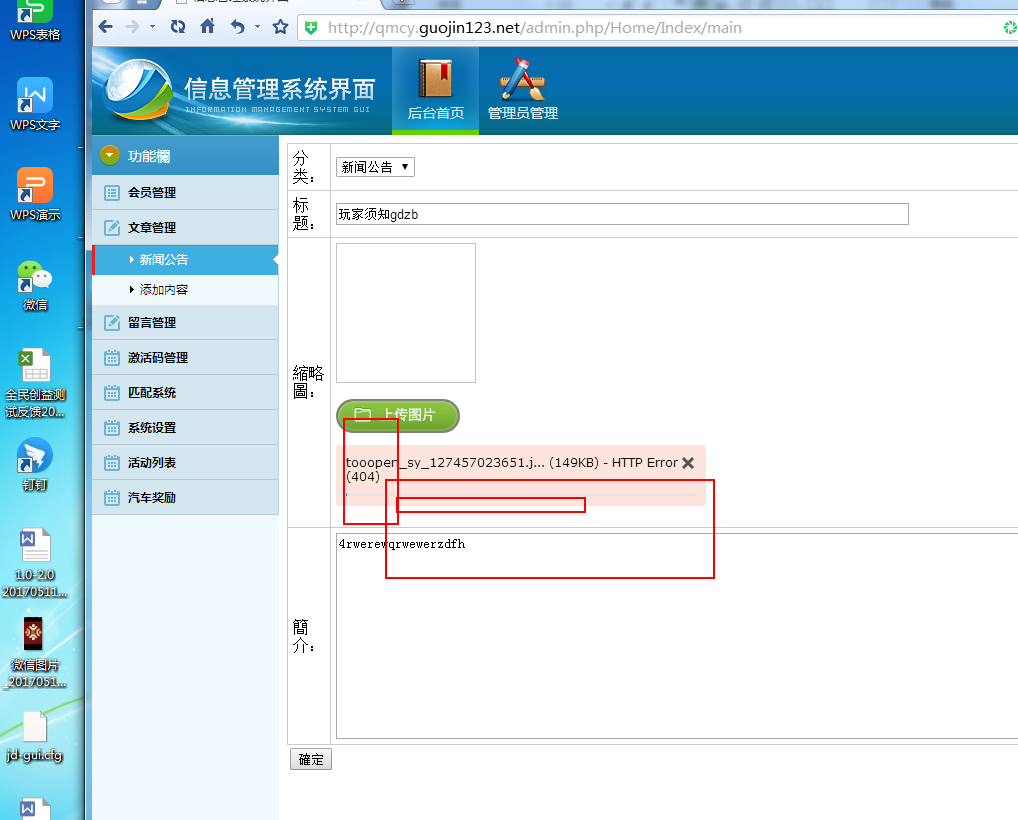 WPS表格
WPS文字
WPS演示
微信
全民创益测
试反馈20...
钉钉
1.0-2.0
20170511...
微信图片
_2017051...
jd-gui.cfg
http://qmcy.guojin123.net/admin.php/Home/Index/main
信息管理系统界面
INFORMATION MANAGEMENT SYSTEM GUI
后台首页
管理员管理
功能欄
会员管理
文章管理
新闻公告
添加内容
留言管理
激活码管理
匹配系统
系统设置
活动列表
汽车奖励
分类：
新闻公告
标题：
玩家须知gdzb
縮略圖：
上传图片
tooopen_sy_127457023651.j... (149KB) - HTTP Error
(404)
簡介：
4rwerewqrwewerzdfh
確定